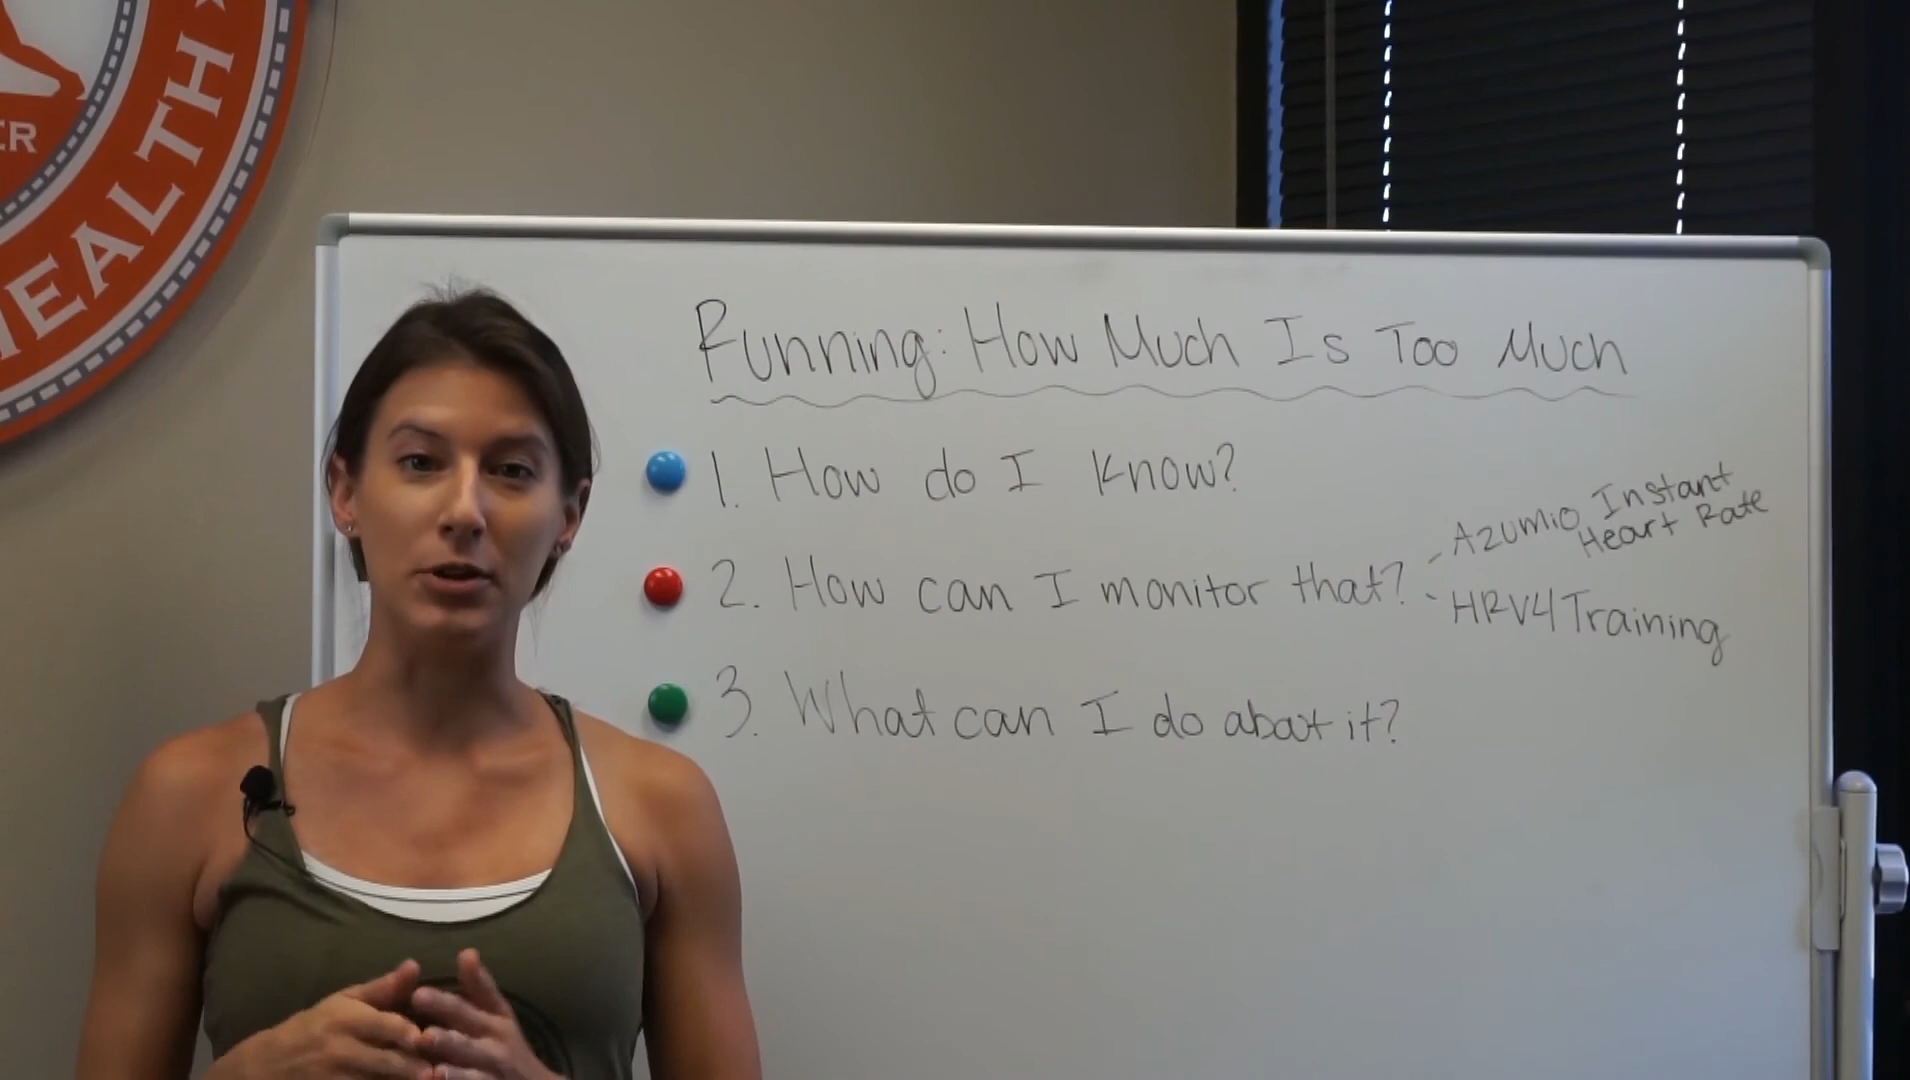 ER
HEALTH
Running: How Much Is Too Much
1. How do I know?
2. How can I monitor that?
- Azumio Instant
Heart Rate
- HRV4Training
3. What can I do about it?